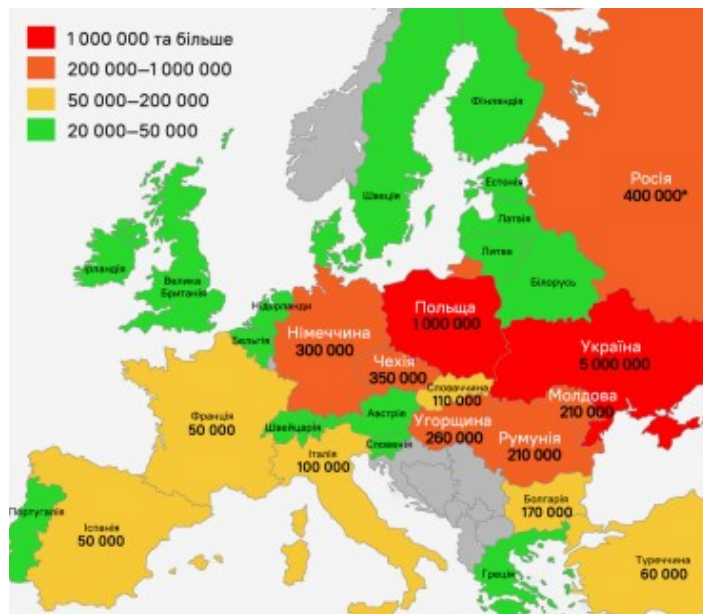 1 000 000 та більше
200 000–1 000 000
50 000–200 000
20 000–50 000
Фінляндія
Швеція
Естонія
Росія
400 000*
Латвія
Ірландія
Велика
Британія
Литва
Білорусь
Нідерланди
Бельгія
Німеччина
300 000
Польща
1 000 000
Україна
5 000 000
Чехія
350 000
Словаччина
110 000
Молдова
210 000
Франція
50 000
Швейцарія
Австрія
Угорщина
260 000
Румунія
210 000
Словенія
Італія
100 000
Болгарія
170 000
Португалія
Іспанія
50 000
Греція
Туреччина
60 000